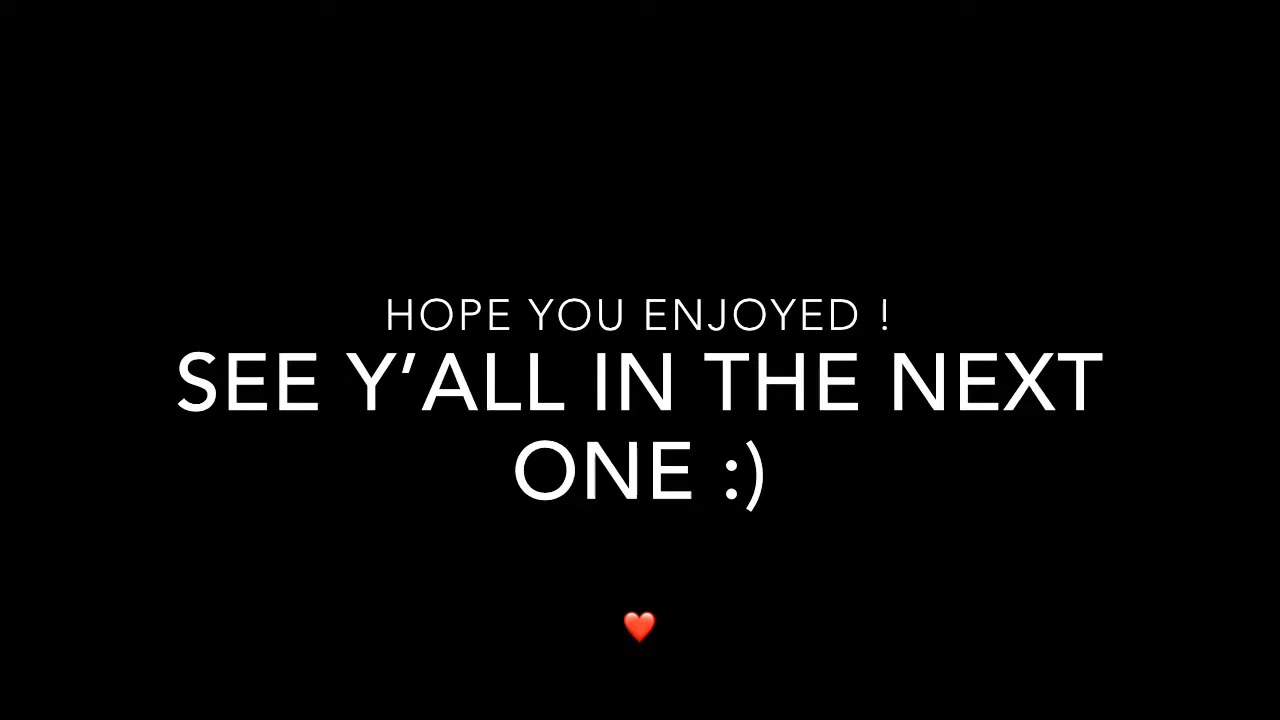 HOPE YOU ENJOYED !
SEE Y’ALL IN THE NEXT
ONE :)
❤️